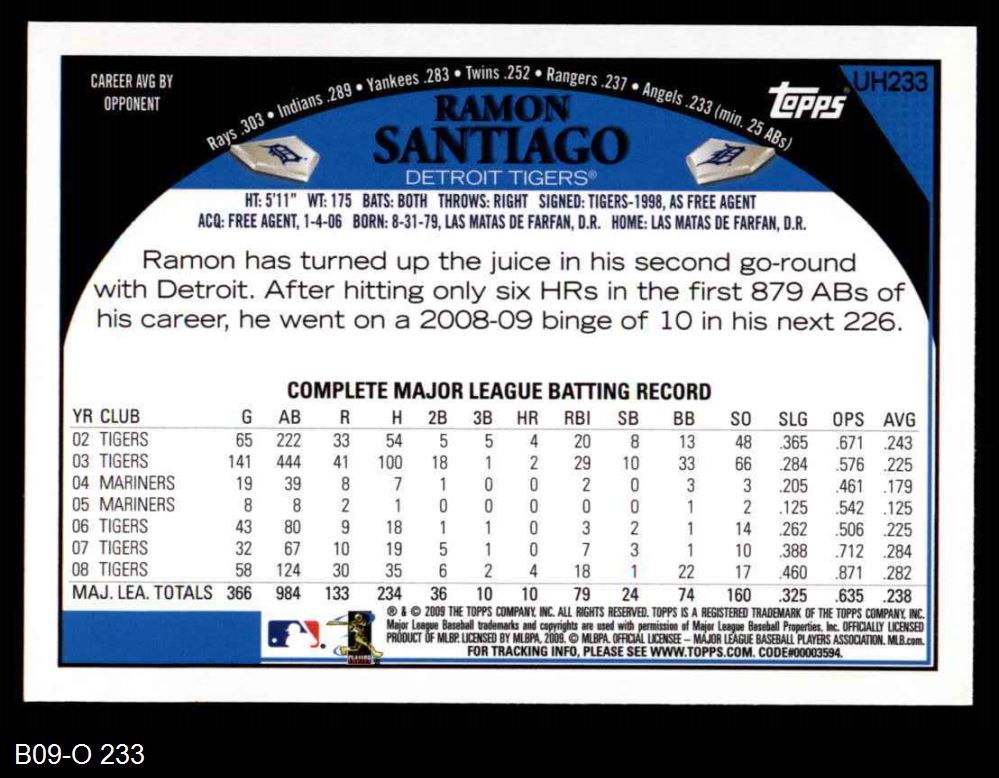 CAREER AVG BY
OPPONENT
Rays .303 • Indians .289 • Yankees .283 • Twins .252 • Rangers .237 • Angels .233 (min. 25 ABs)
topps
UH233
RAMON
SANTIAGO
DETROIT TIGERS®
HT: 5'11" WT: 175 BATS: BOTH THROWS: RIGHT SIGNED: TIGERS-1998, AS FREE AGENT
ACQ: FREE AGENT, 1-4-06 BORN: 8-31-79, LAS MATAS DE FARFAN, D.R. HOME: LAS MATAS DE FARFAN, D.R.
Ramon has turned up the juice in his second go-round
with Detroit. After hitting only six HRs in the first 879 ABs of
his career, he went on a 2008-09 binge of 10 in his next 226.
COMPLETE MAJOR LEAGUE BATTING RECORD
YR CLUB G AB R H 2B 3B HR RBI SB BB SO SLG OPS AVG
02 TIGERS 65 222 33 54 5 5 4 20 8 13 48 .365 .671 .243
03 TIGERS 141 444 41 100 18 1 2 29 10 33 66 .284 .576 .225
04 MARINERS 19 39 8 7 1 0 0 2 0 3 3 .205 .461 .179
05 MARINERS 8 8 2 1 0 0 0 0 0 1 2 .125 .542 .125
06 TIGERS 43 80 9 18 1 1 0 3 2 1 14 .262 .506 .225
07 TIGERS 32 67 10 19 5 1 0 7 3 1 10 .388 .712 .284
08 TIGERS 58 124 30 35 6 2 4 18 1 22 17 .460 .871 .282
MAJ. LEA. TOTALS 366 984 133 234 36 10 10 79 24 74 160 .325 .635 .238
® & © 2009 THE TOPPS COMPANY, INC. ALL RIGHTS RESERVED. TOPPS IS A REGISTERED TRADEMARK OF THE TOPPS COMPANY, INC.
Major League Baseball trademarks and copyrights are used with permission of Major League Baseball Properties, Inc. OFFICIALLY LICENSED
PRODUCT OF MLBP. LICENSED BY MLBPA, 2009. © MLBPA. OFFICIAL LICENSEE – MAJOR LEAGUE BASEBALL PLAYERS ASSOCIATION. MLB.com.
FOR TRACKING INFO, PLEASE SEE WWW.TOPPS.COM. CODE#00003594.
B09-O 233